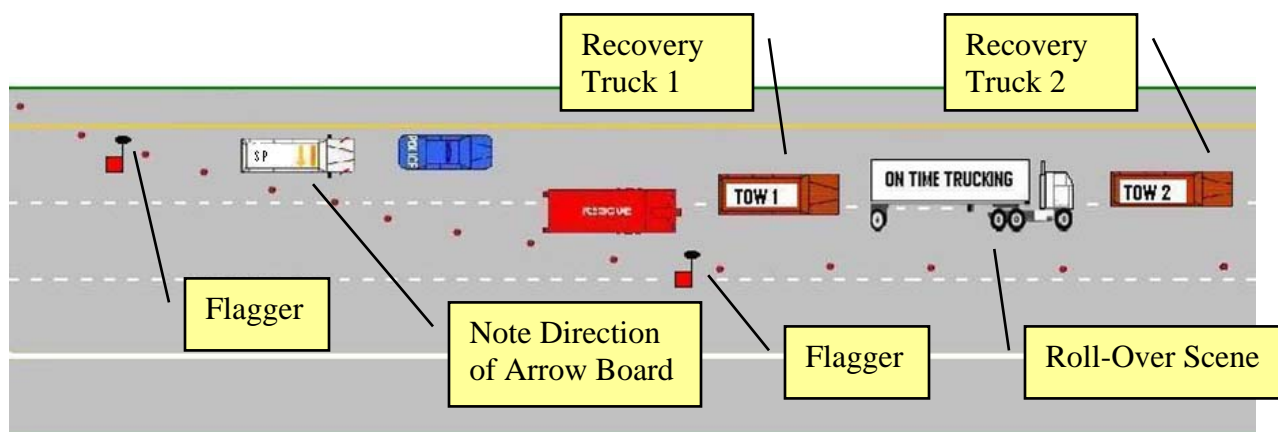 Recovery
Truck 1
Recovery
Truck 2
SP
POLICE
RESCUE
TOW 1
ON TIME TRUCKING
TOW 2
Flagger
Note Direction
of Arrow Board
Flagger
Roll-Over Scene